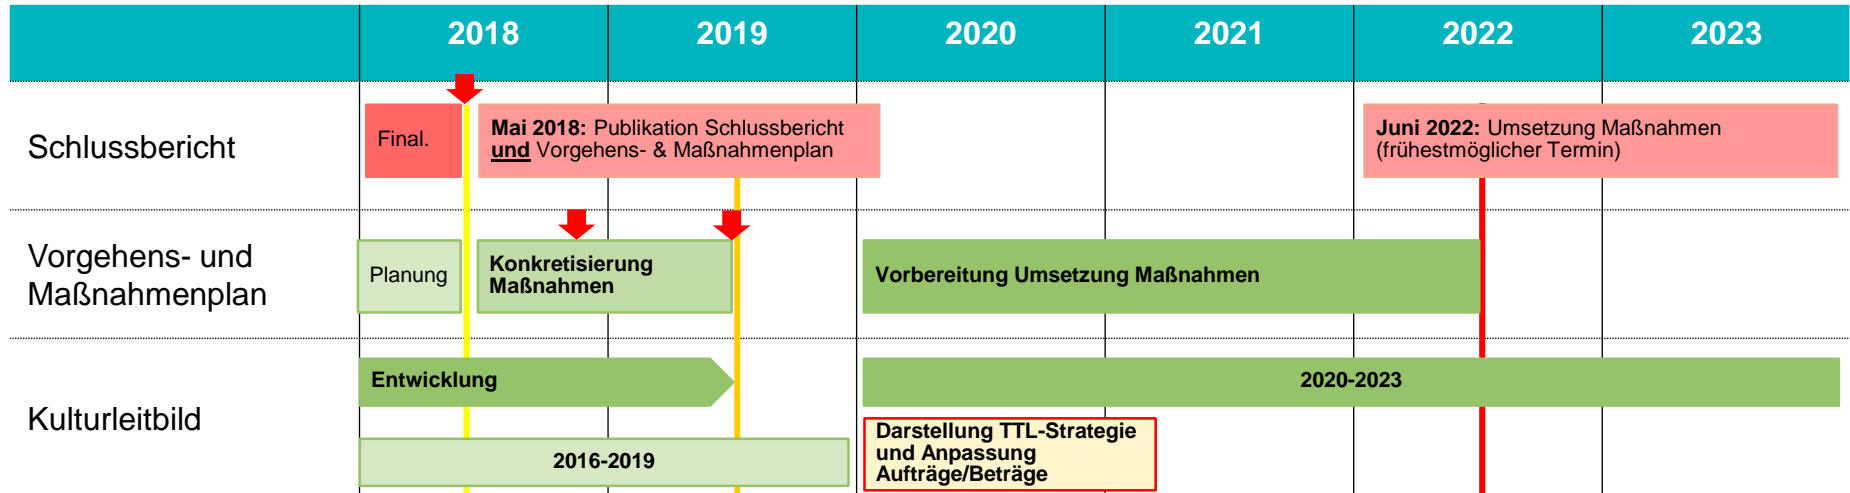 2018 2019 2020 2021 2022 2023
Schlussbericht
Final.
Mai 2018: Publikation Schlussbericht
und Vorgehens- & Maßnahmenplan
Juni 2022: Umsetzung Maßnahmen
(frühestmöglicher Termin)
Vorgehens- und
Maßnahmenplan
Planung
Konkretisierung
Maßnahmen
Vorbereitung Umsetzung Maßnahmen
Kulturleitbild
Entwicklung
2020-2023
2016-2019
Darstellung TTL-Strategie
und Anpassung
Aufträge/Beträge